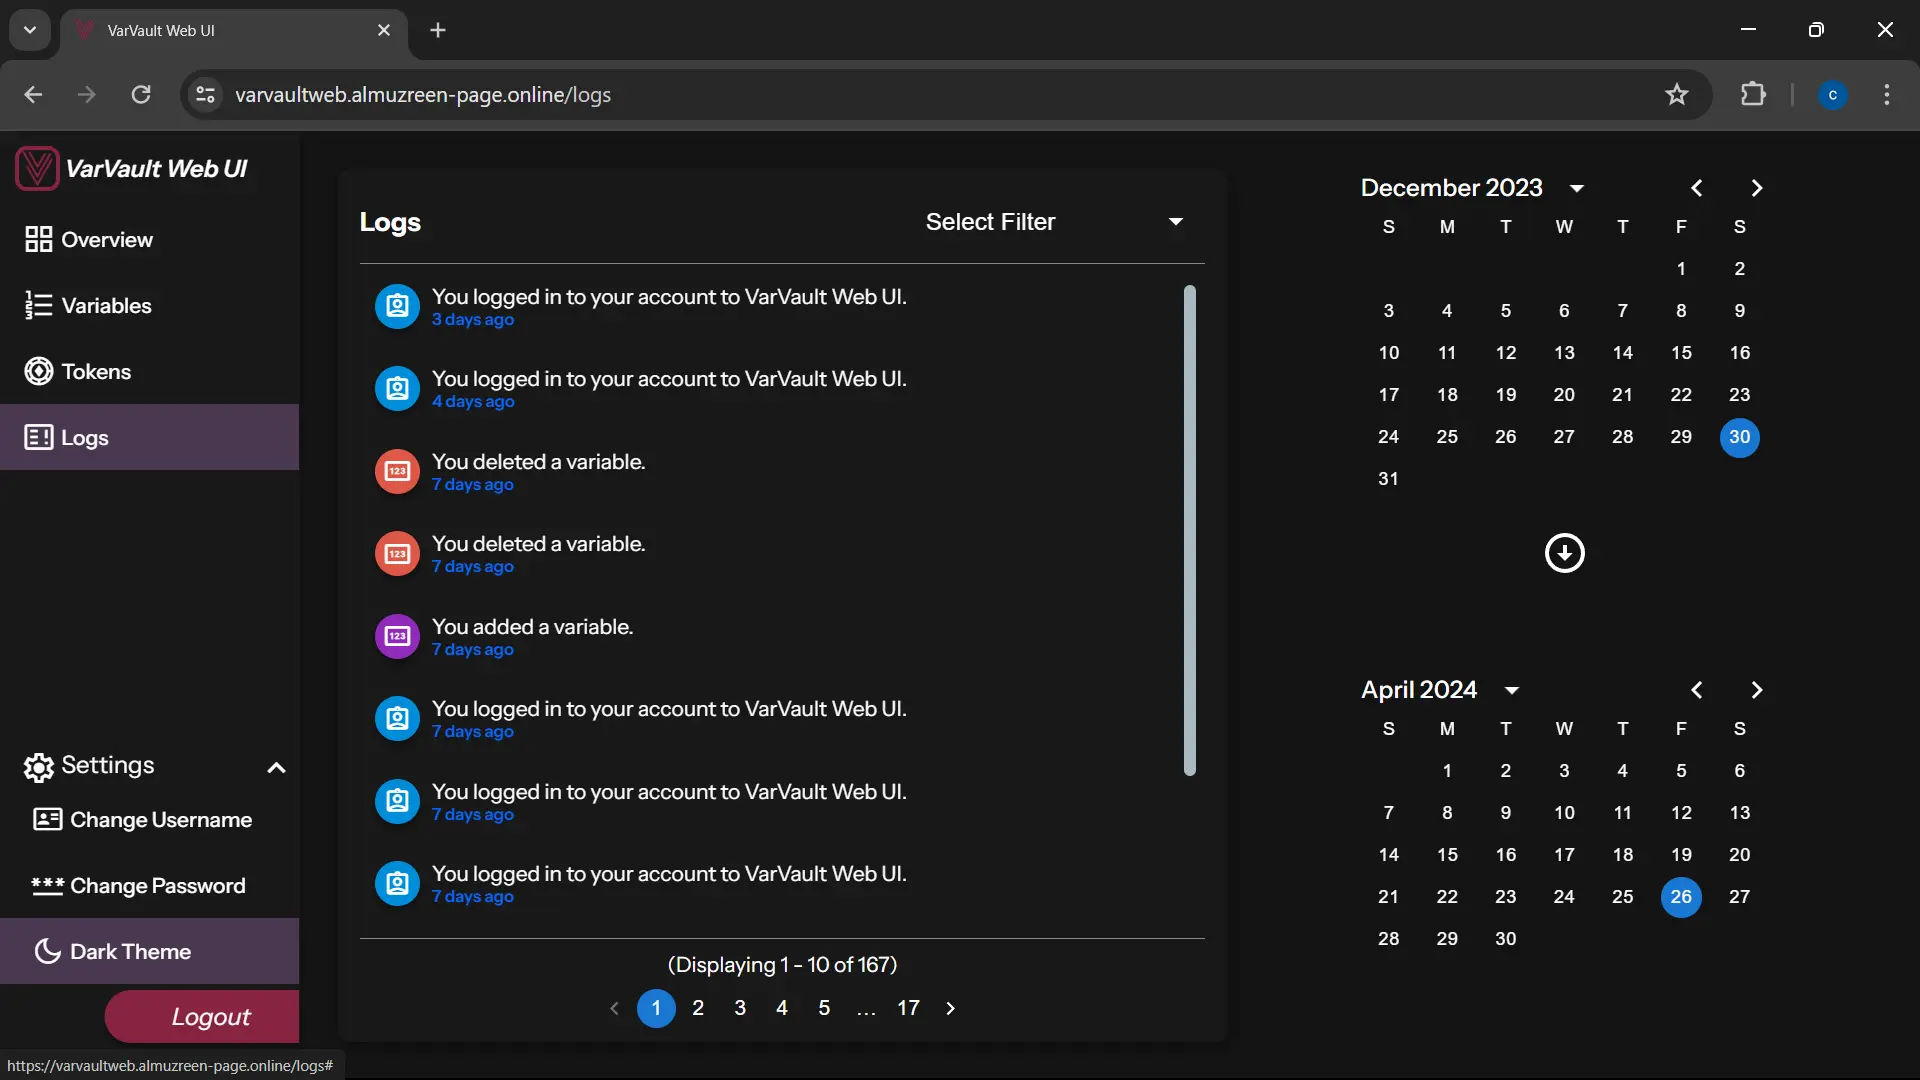 VarVault Web UI
varvaultweb.almuzreen-page.online/logs
C
VarVault Web UI
Overview
Variables
Tokens
Logs
Settings
Change Username
*** Change Password
Dark Theme
Logout
https://varvaultweb.almuzreen-page.online/logs#
Logs
Select Filter
You logged in to your account to VarVault Web UI.
3 days ago
You logged in to your account to VarVault Web UI.
4 days ago
123
You deleted a variable.
7 days ago
123
You deleted a variable.
7 days ago
123
You added a variable.
7 days ago
You logged in to your account to VarVault Web UI.
7 days ago
You logged in to your account to VarVault Web UI.
7 days ago
You logged in to your account to VarVault Web UI.
7 days ago
(Displaying 1 - 10 of 167)
1 2 3 4 5 ... 17
December 2023
S M T W T F S
1 2
3 4 5 6 7 8 9
10 11 12 13 14 15 16
17 18 19 20 21 22 23
24 25 26 27 28 29 30
31
April 2024
S M T W T F S
1 2 3 4 5 6
7 8 9 10 11 12 13
14 15 16 17 18 19 20
21 22 23 24 25 26 27
28 29 30